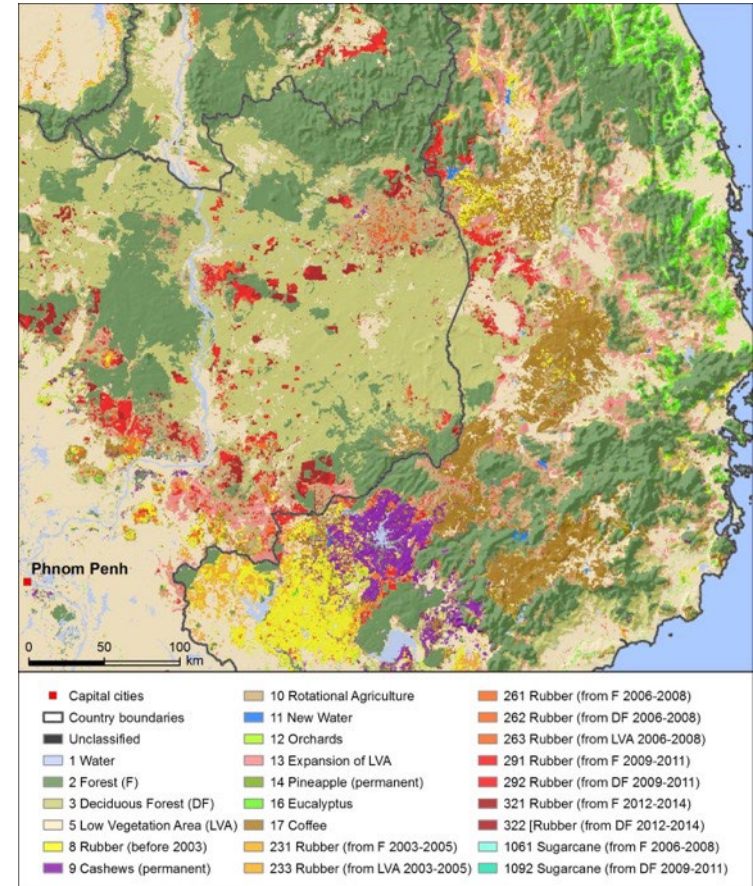 Phnom Penh
0 50 100
km
Capital cities
Country boundaries
Unclassified
1 Water
2 Forest (F)
3 Deciduous Forest (DF)
5 Low Vegetation Area (LVA)
8 Rubber (before 2003)
9 Cashews (permanent)
10 Rotational Agriculture
11 New Water
12 Orchards
13 Expansion of LVA
14 Pineapple (permanent)
16 Eucalyptus
17 Coffee
231 Rubber (from F 2003-2005)
233 Rubber (from LVA 2003-2005)
261 Rubber (from F 2006-2008)
262 Rubber (from DF 2006-2008)
263 Rubber (from LVA 2006-2008)
291 Rubber (from F 2009-2011)
292 Rubber (from DF 2009-2011)
321 Rubber (from F 2012-2014)
322 [Rubber (from DF 2012-2014)
1061 Sugarcane (from F 2006-2008)
1092 Sugarcane (from DF 2009-2011)